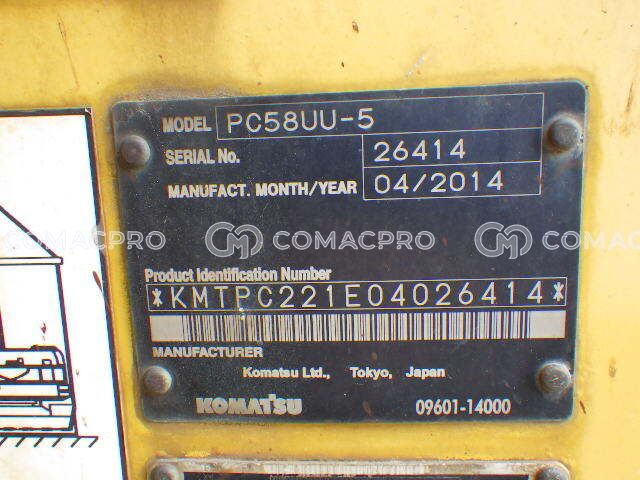 MODEL PC58UU-5
SERIAL No. 26414
MANUFACT. MONTH/YEAR 04/2014
COMACPRO COMACPRO
Product Identification Number
*KMTPC221E04026414*
MANUFACTURER
Komatsu Ltd., Tokyo, Japan
KOMATSU 09601-14000